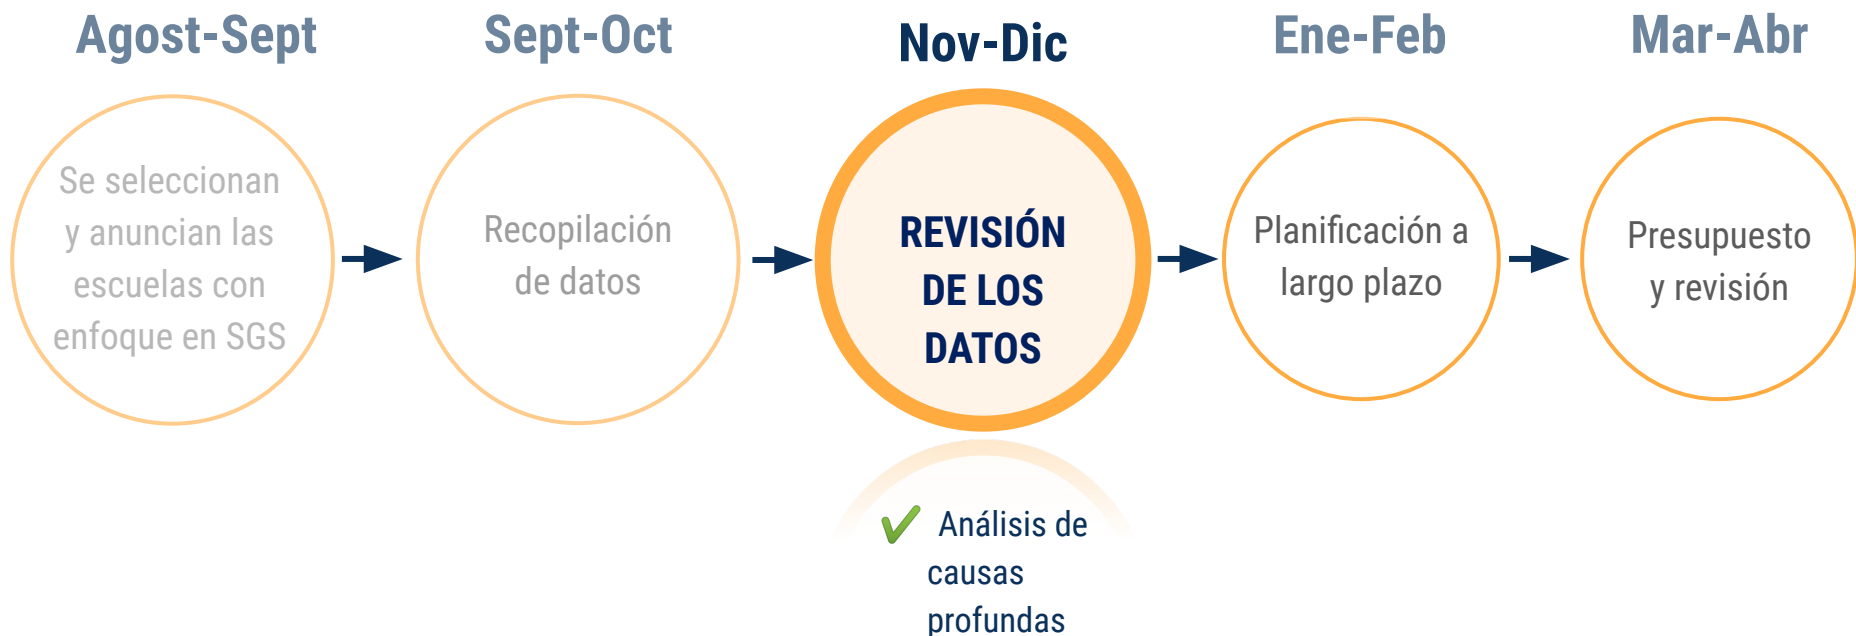 Agost-Sept
Sept-Oct
Nov-Dic
Ene-Feb
Mar-Abr
Se seleccionan
y anuncian las
escuelas con
enfoque en SGS
Recopilación
de datos
REVISIÓN
DE LOS
DATOS
Planificación a
largo plazo
Presupuesto
y revisión
Análisis de
causas
profundas